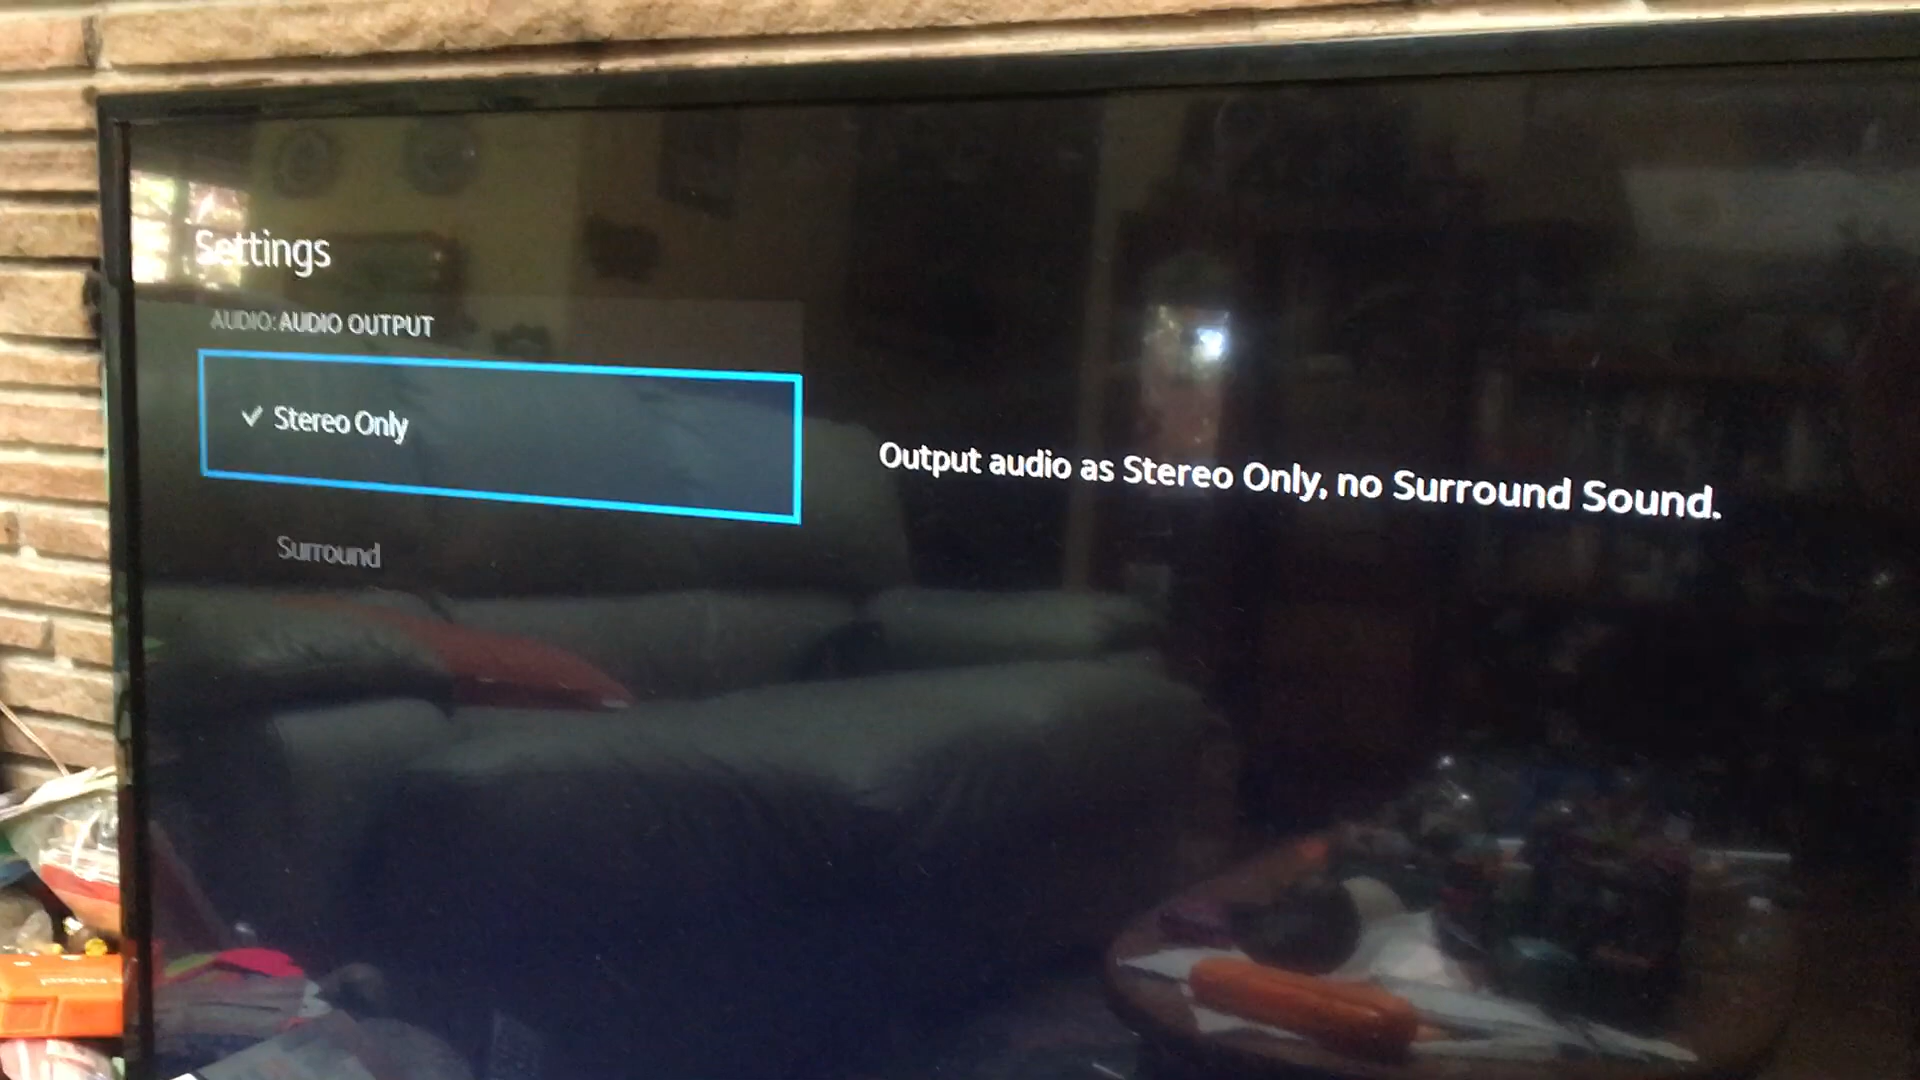 Settings
AUDIO: AUDIO OUTPUT
Stereo Only
Output audio as Stereo Only, no Surround Sound.
Surround